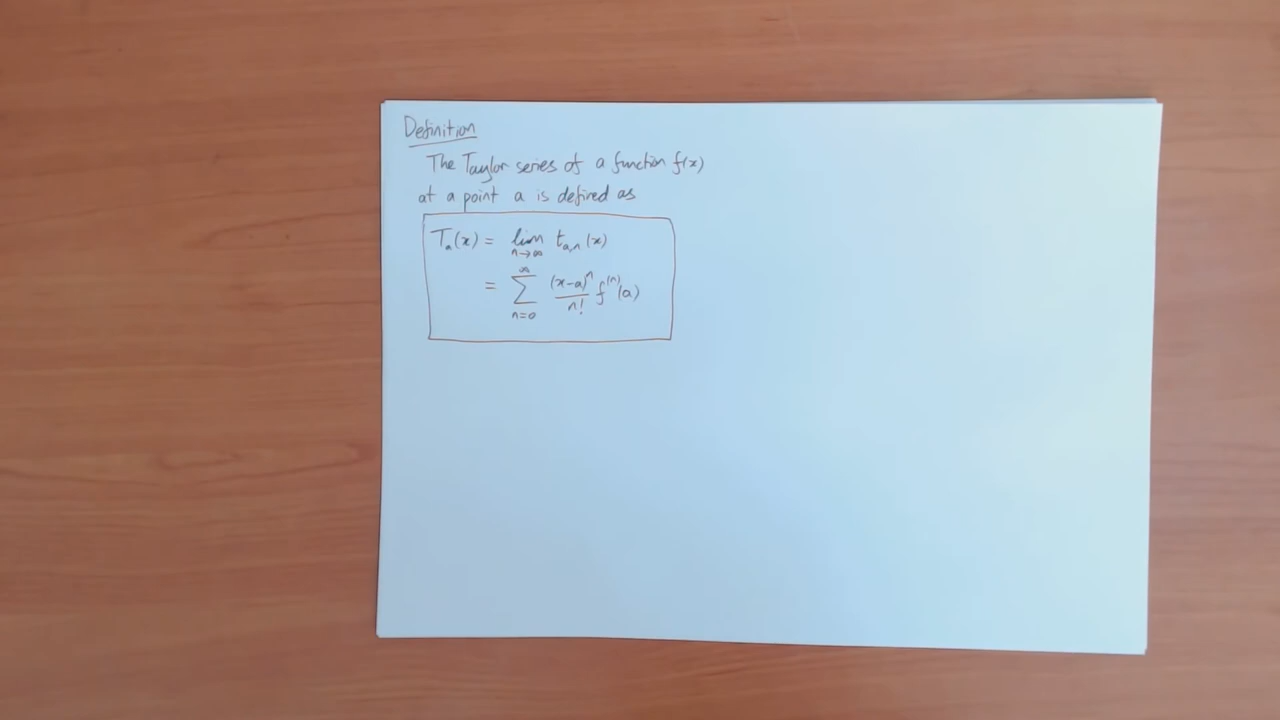 Definition
The Taylor series of a function f(x)
at a point a is defined as
Tₐ(x) = lim n→∞ t_{a,n}(x)
= ∑_{n=0}^{∞} (x-a)^n / n! f^{(n)}(a)